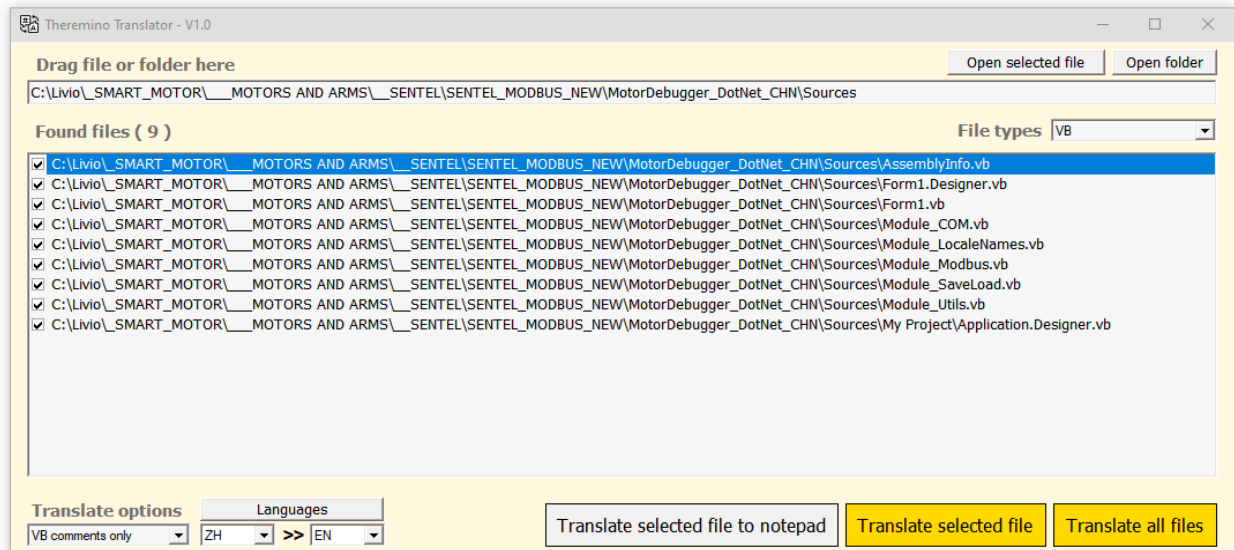 Theremino Translator - V1.0
Drag file or folder here
Open selected file
Open folder
C:\Livio\_SMART_MOTOR\___MOTORS AND ARMS\__SENTEL\SENTEL_MODBUS_NEW\MotorDebugger_DotNet_CHN\Sources
Found files ( 9 )
File types
VB
C:\Livio\_SMART_MOTOR\___MOTORS AND ARMS\__SENTEL\SENTEL_MODBUS_NEW\MotorDebugger_DotNet_CHN\Sources\AssemblyInfo.vb
C:\Livio\_SMART_MOTOR\___MOTORS AND ARMS\__SENTEL\SENTEL_MODBUS_NEW\MotorDebugger_DotNet_CHN\Sources\Form1.Designer.vb
C:\Livio\_SMART_MOTOR\___MOTORS AND ARMS\__SENTEL\SENTEL_MODBUS_NEW\MotorDebugger_DotNet_CHN\Sources\Form1.vb
C:\Livio\_SMART_MOTOR\___MOTORS AND ARMS\__SENTEL\SENTEL_MODBUS_NEW\MotorDebugger_DotNet_CHN\Sources\Module_COM.vb
C:\Livio\_SMART_MOTOR\___MOTORS AND ARMS\__SENTEL\SENTEL_MODBUS_NEW\MotorDebugger_DotNet_CHN\Sources\Module_LocaleNames.vb
C:\Livio\_SMART_MOTOR\___MOTORS AND ARMS\__SENTEL\SENTEL_MODBUS_NEW\MotorDebugger_DotNet_CHN\Sources\Module_Modbus.vb
C:\Livio\_SMART_MOTOR\___MOTORS AND ARMS\__SENTEL\SENTEL_MODBUS_NEW\MotorDebugger_DotNet_CHN\Sources\Module_SaveLoad.vb
C:\Livio\_SMART_MOTOR\___MOTORS AND ARMS\__SENTEL\SENTEL_MODBUS_NEW\MotorDebugger_DotNet_CHN\Sources\Module_Utils.vb
C:\Livio\_SMART_MOTOR\___MOTORS AND ARMS\__SENTEL\SENTEL_MODBUS_NEW\MotorDebugger_DotNet_CHN\Sources\My Project\Application.Designer.vb
Translate options
Languages
VB comments only
ZH >> EN
Translate selected file to notepad
Translate selected file
Translate all files